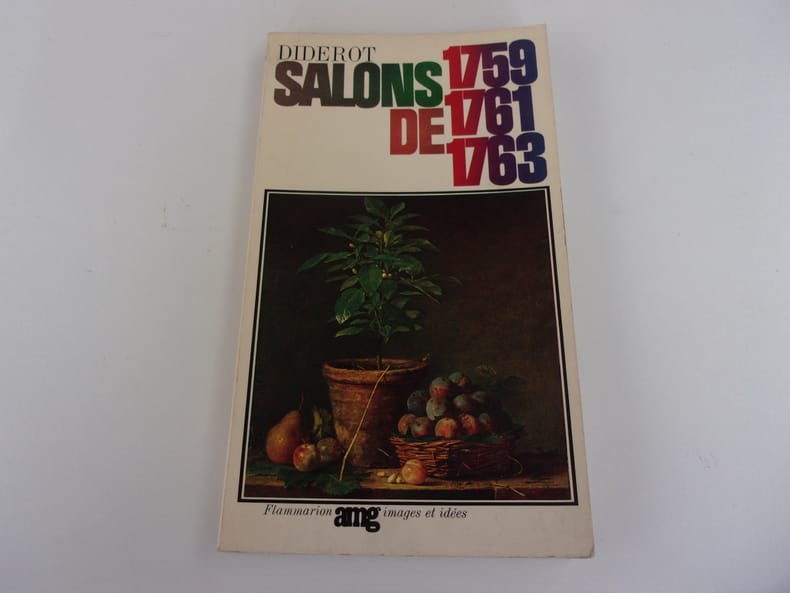 DIDEROT
SALONS
DE
1759
1761
1763
Flammarion amg images et idées